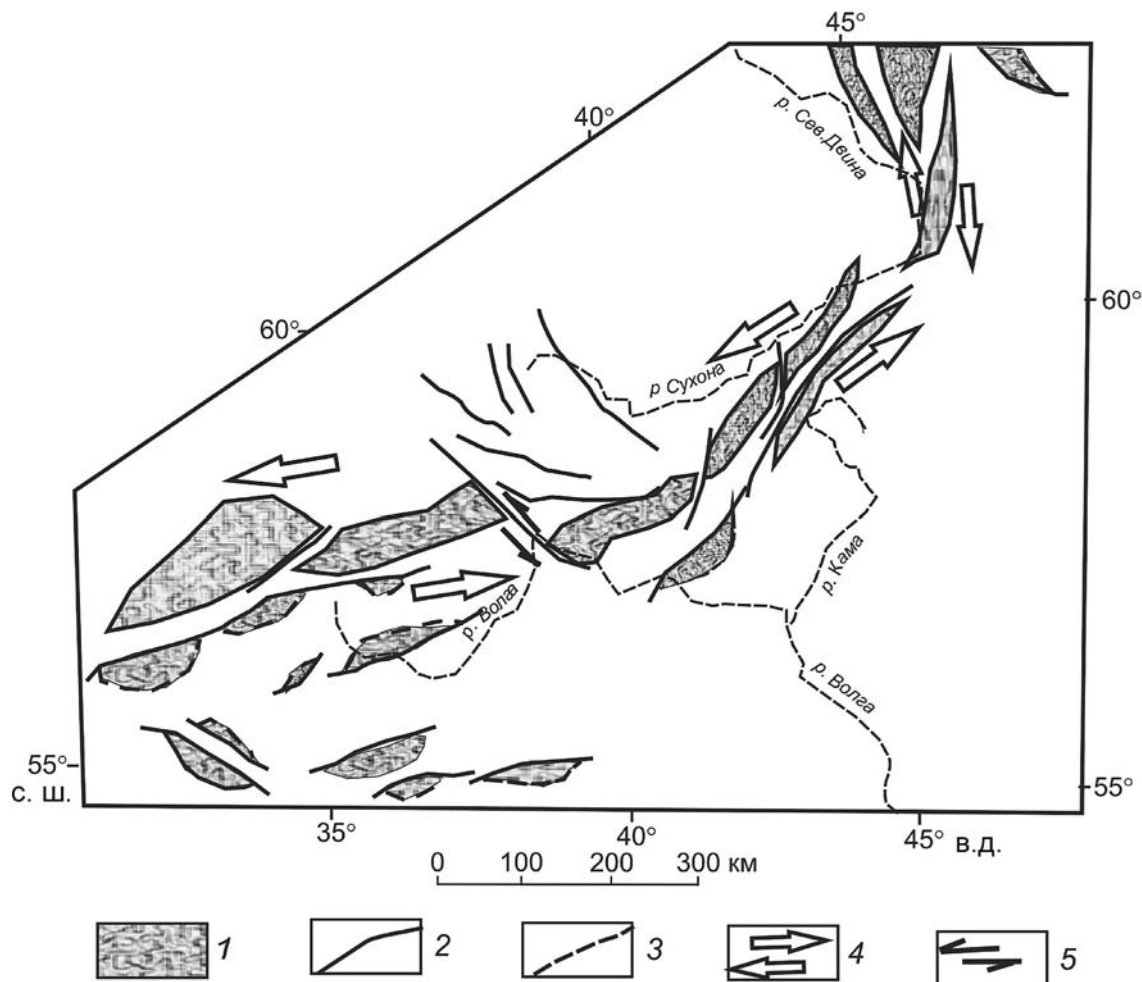 45°
40°
р. Сев.Двина
60°
60°
р Сухона
р. Кама
р. Волга
р. Волга
55°
с. ш.
55°
35°
40°
45° в.д.
0 100 200 300 км
1 2 3 4 5